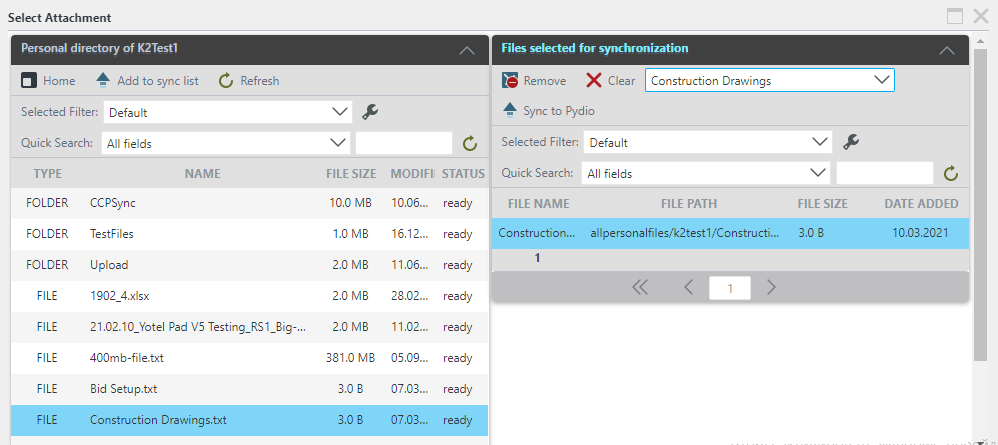 Select Attachment
Personal directory of K2Test1
Home Add to sync list Refresh
Selected Filter: Default
Quick Search: All fields
TYPE NAME FILE SIZE MODIFI STATUS
FOLDER CCPSync 10.0 MB 10.06... ready
FOLDER TestFiles 1.0 MB 16.12... ready
FOLDER Upload 2.0 MB 11.06... ready
FILE 1902_4.xlsx 2.0 MB 28.02... ready
FILE 21.02.10_Yotel Pad V5 Testing_RS1_Big-... 2.0 MB 11.02... ready
FILE 400mb-file.txt 381.0 MB 05.09... ready
FILE Bid Setup.txt 3.0 B 07.03... ready
FILE Construction Drawings.txt 3.0 B 07.03... ready
Files selected for synchronization
Remove Clear Construction Drawings
Sync to Pydio
Selected Filter: Default
Quick Search: All fields
FILE NAME FILE PATH FILE SIZE DATE ADDED
Construction... allpersonalfiles/k2test1/Constructi... 3.0 B 10.03.2021
1
1